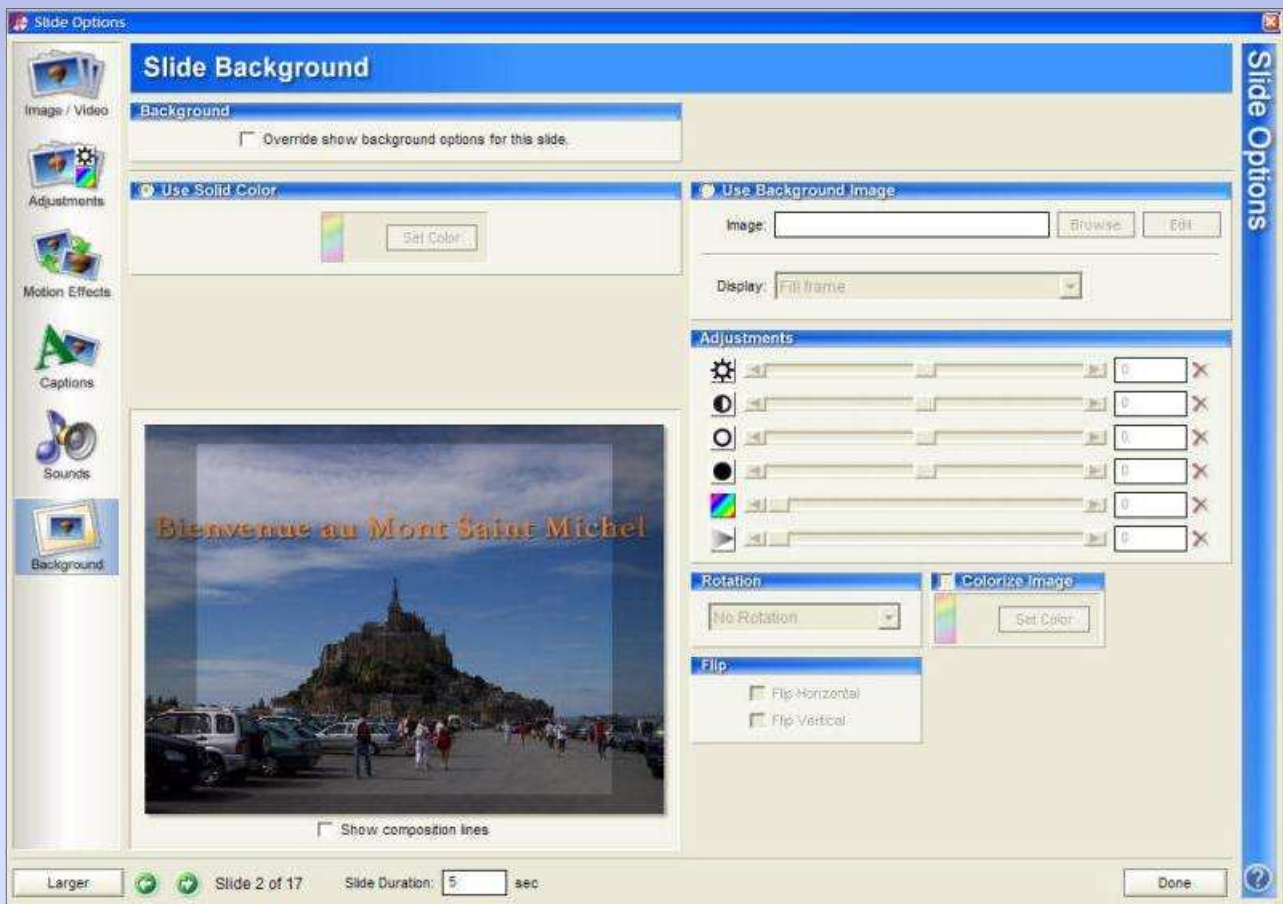 Slide Options
Slide Background
Image / Video
Background
Override show background options for this slide.
Adjustments
Use Solid Color
Set Color
Use Background Image
Image:
Browse
Edit
Display:
Fill frame
Motion Effects
Captions
Sounds
Background
Adjustments
0
0
0
0
0
0
Bienvenue au Mont Saint Michel
Rotation
No Rotation
Colorize Image
Set Color
Flip
Flip Horizontal
Flip Vertical
Show composition lines
Larger
Slide 2 of 17
Slide Duration: 5 sec
Done
Slide Options